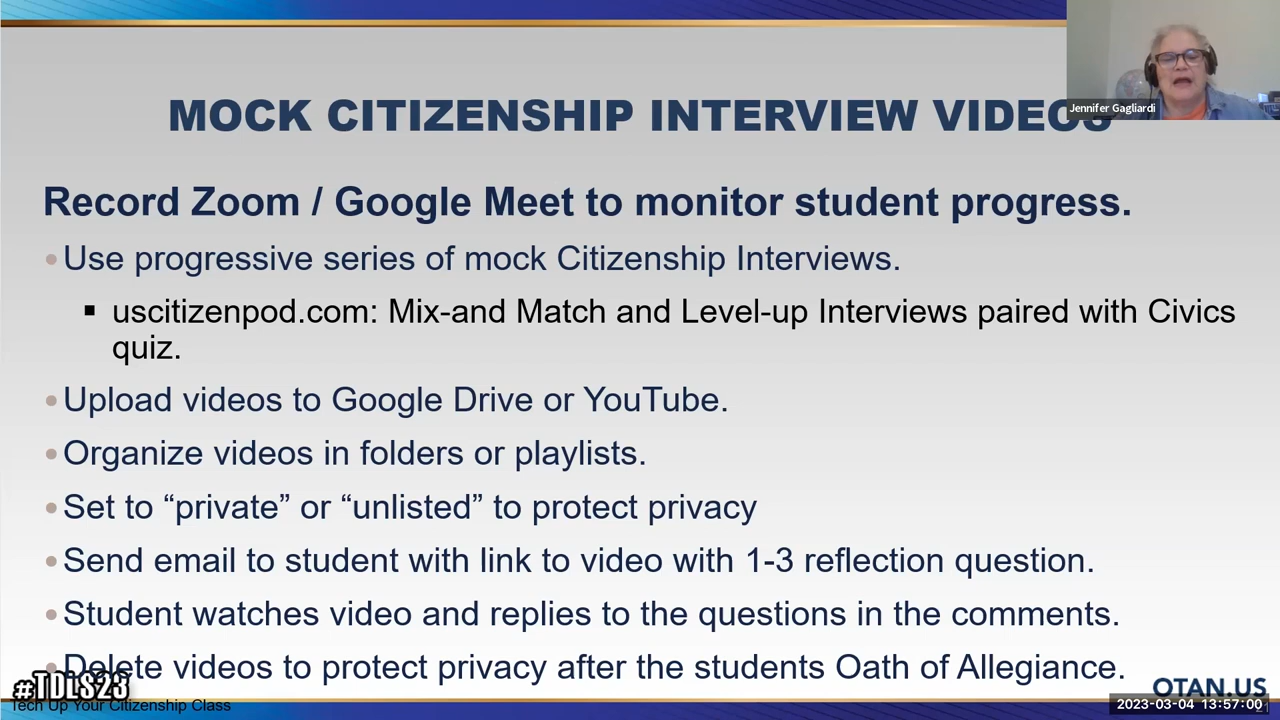 MOCK CITIZENSHIP INTERVIEW VIDEOS
Jennifer Gagliardi
Record Zoom / Google Meet to monitor student progress.
• Use progressive series of mock Citizenship Interviews.
▪ uscitizenpod.com: Mix-and Match and Level-up Interviews paired with Civics
quiz.
• Upload videos to Google Drive or YouTube.
• Organize videos in folders or playlists.
• Set to “private” or “unlisted” to protect privacy
• Send email to student with link to video with 1-3 reflection question.
• Student watches video and replies to the questions in the comments.
• Delete videos to protect privacy after the students Oath of Allegiance.
#TDLS23
Tech Up Your Citizenship Class
OTAN.US
2023-03-04 13:57:00